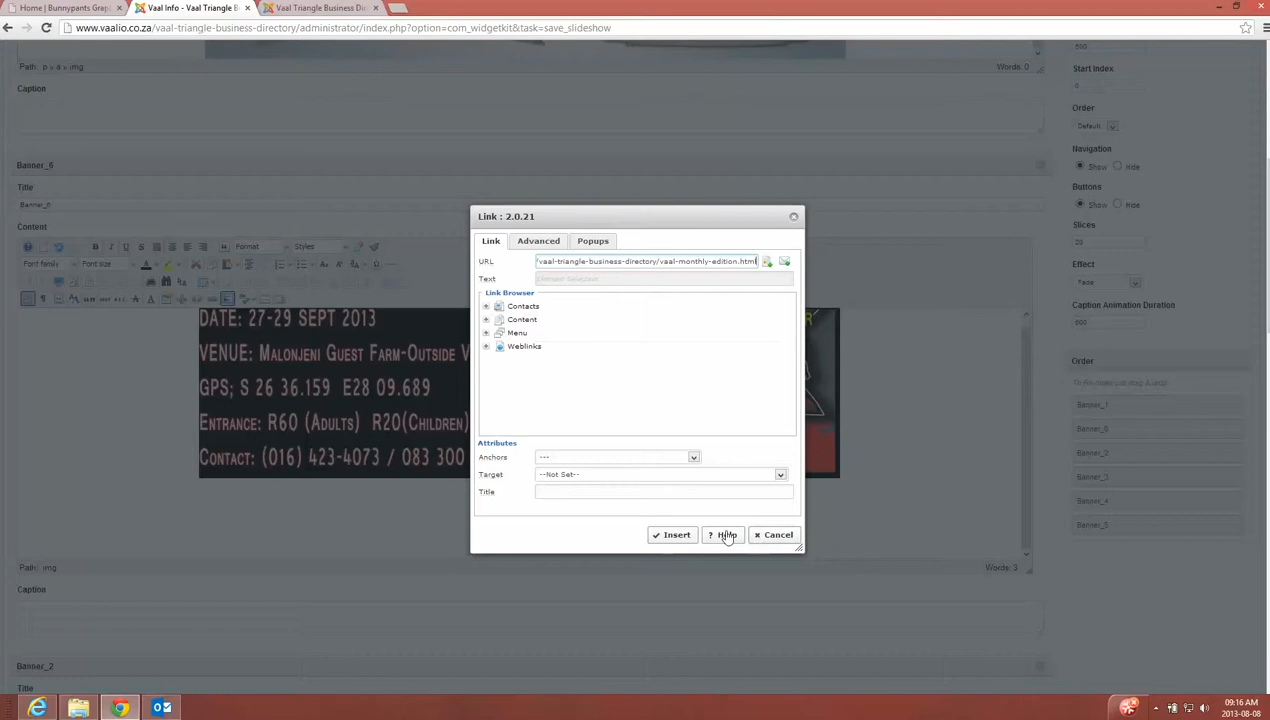 Home | Bunnypants Grap
Vaal Info - Vaal Triangle B
Vaal Triangle Business Du
www.vaalio.co.za/vaal-triangle-business-directory/administrator/index.php?option=com_widgetkit&task=save_slideshow
Path: p » a » img
Words: 0
Caption
500
Start Index
0
Order
Default
Navigation
Show
Hide
Buttons
Show
Hide
Slices
20
Effect
Fade
Caption Animation Duration
500
Order
Banner_1
Banner_6
Banner_2
Banner_3
Banner_4
Banner_5
Banner_6
Title
Banner_6
Content
Format
Styles
Font family
Font size
DATE: 27-29 SEPT 2013
VENUE: MALONJENI GUEST FARM-OUTSIDE V
GPS; S 26 36.159 E28 09.689
ENTRANCE: R60 (ADULTS) R20(CHILDREN)
CONTACT: (016) 423-4073 / 083 300
Link : 2.0.21
Link
Advanced
Popups
URL
/vaal-triangle-business-directory/vaal-monthly-edition.html
Text
Element Selection
Link Browser
Contacts
Content
Menu
Weblinks
Attributes
Anchors
---
Target
--Not Set--
Title
Insert
? Help
Cancel
Path: img
Words: 3
Caption
Banner_2
Title
09:16 AM
2013-08-08